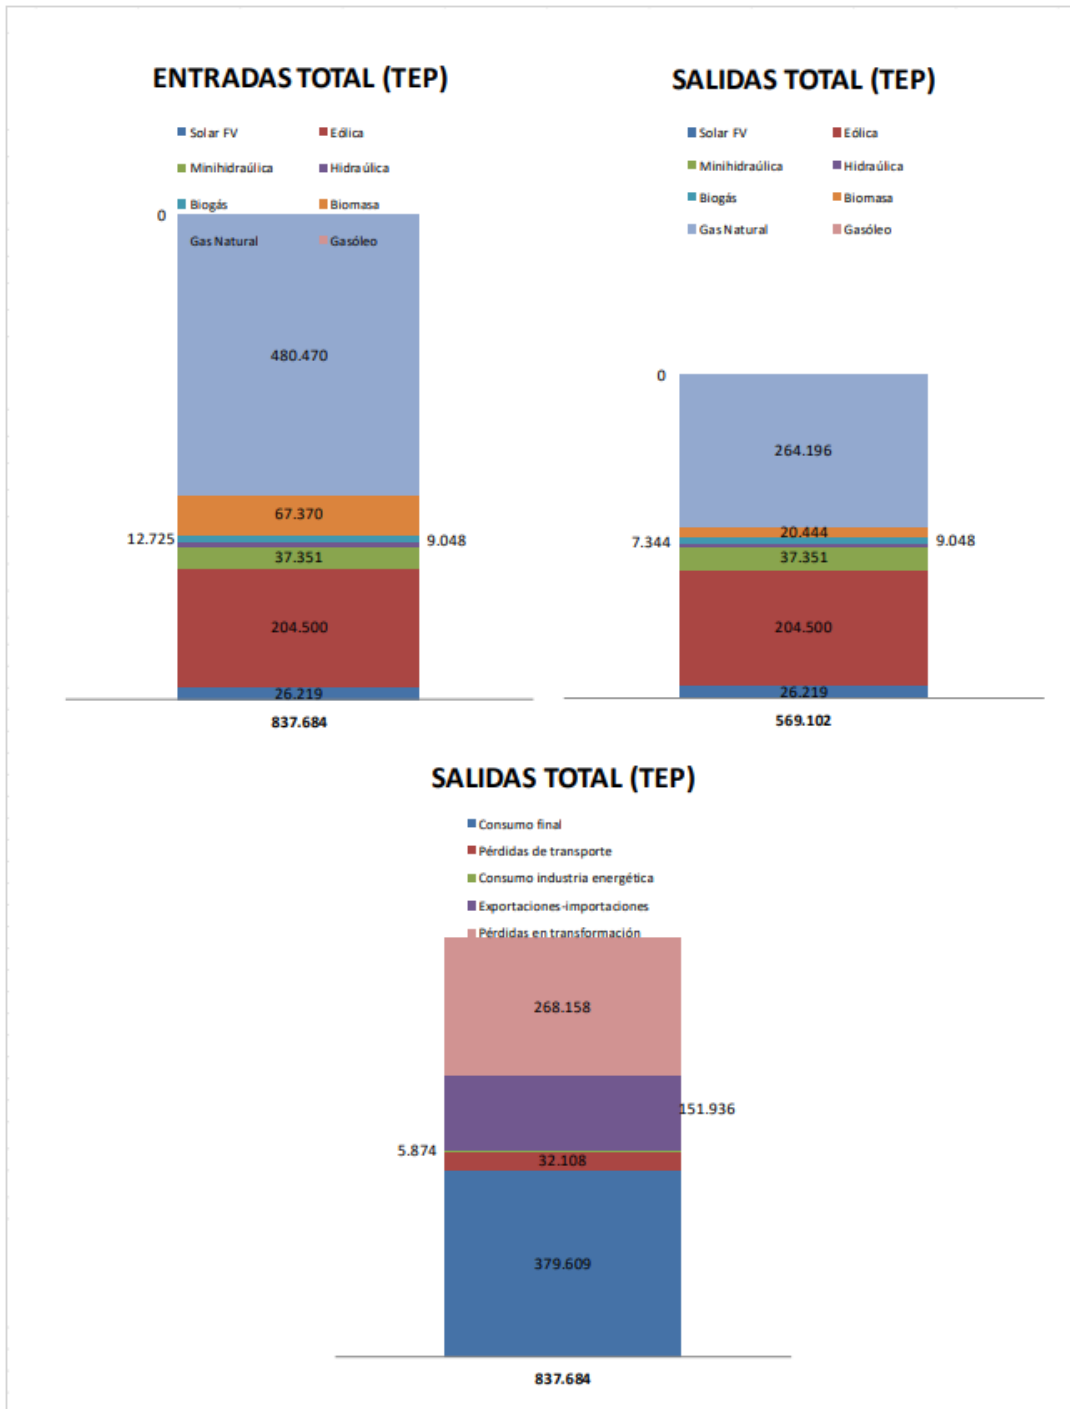 ENTRADAS TOTAL (TEP)
Solar FV Eólica
Minihidraúlica Hidraúlica
Biogás Biomasa
0
Gas Natural Gasóleo
480.470
67.370
12.725 9.048
37.351
204.500
26.219
837.684
SALIDAS TOTAL (TEP)
Solar FV Eólica
Minihidraúlica Hidraúlica
Biogás Biomasa
Gas Natural Gasóleo
0
264.196
20.444
7.344 9.048
37.351
204.500
26.219
569.102
SALIDAS TOTAL (TEP)
Consumo final
Pérdidas de transporte
Consumo industria energética
Exportaciones-importaciones
Pérdidas en transformación
268.158
151.936
5.874
32.108
379.609
837.684